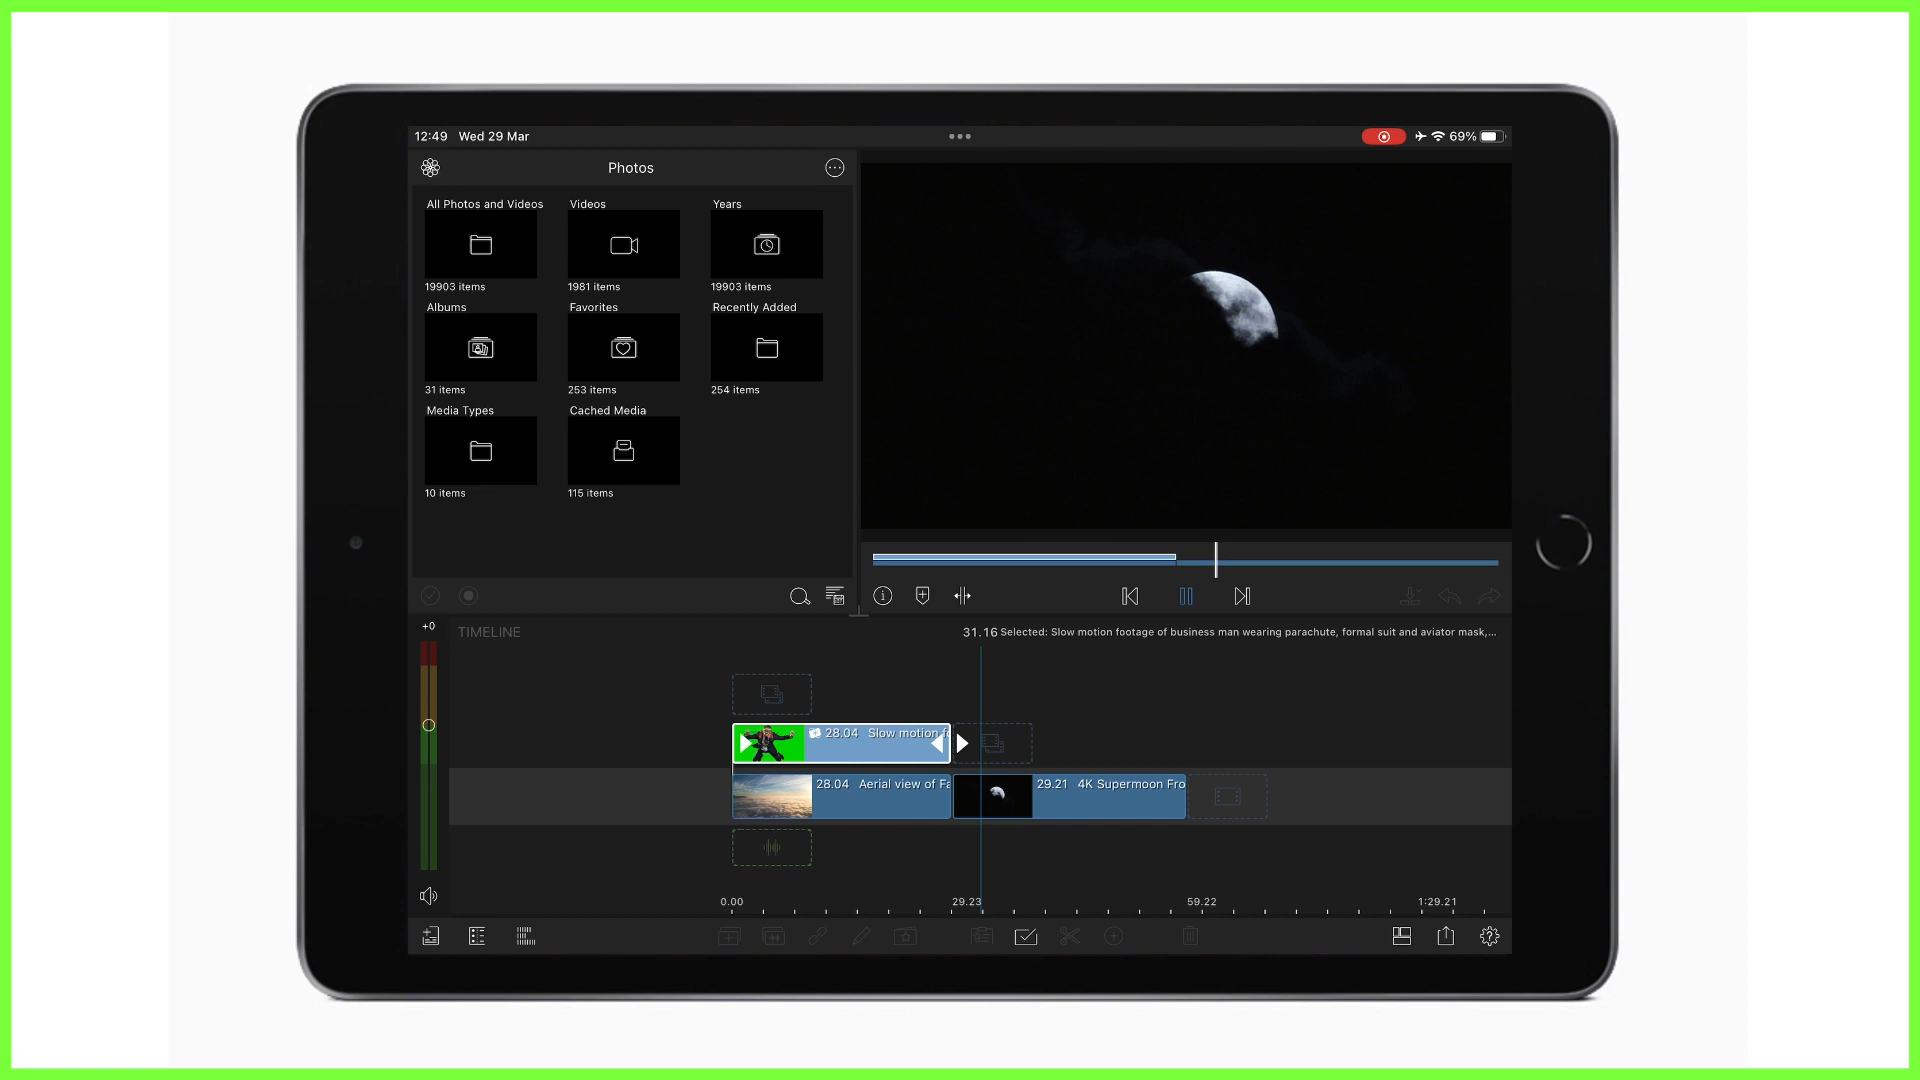 12:49 Wed 29 Mar
69%
Photos
All Photos and Videos
Videos
Years
19903 items
1981 items
19903 items
Albums
Favorites
Recently Added
31 items
253 items
254 items
Media Types
Cached Media
10 items
115 items
+0
TIMELINE
31.16 Selected: Slow motion footage of business man wearing parachute, formal suit and aviator mask,...
28.04 Slow motion f
28.04 Aerial view of Fa
29.21 4K Supermoon Fro
0.00
29.23
59.22
1:29.21